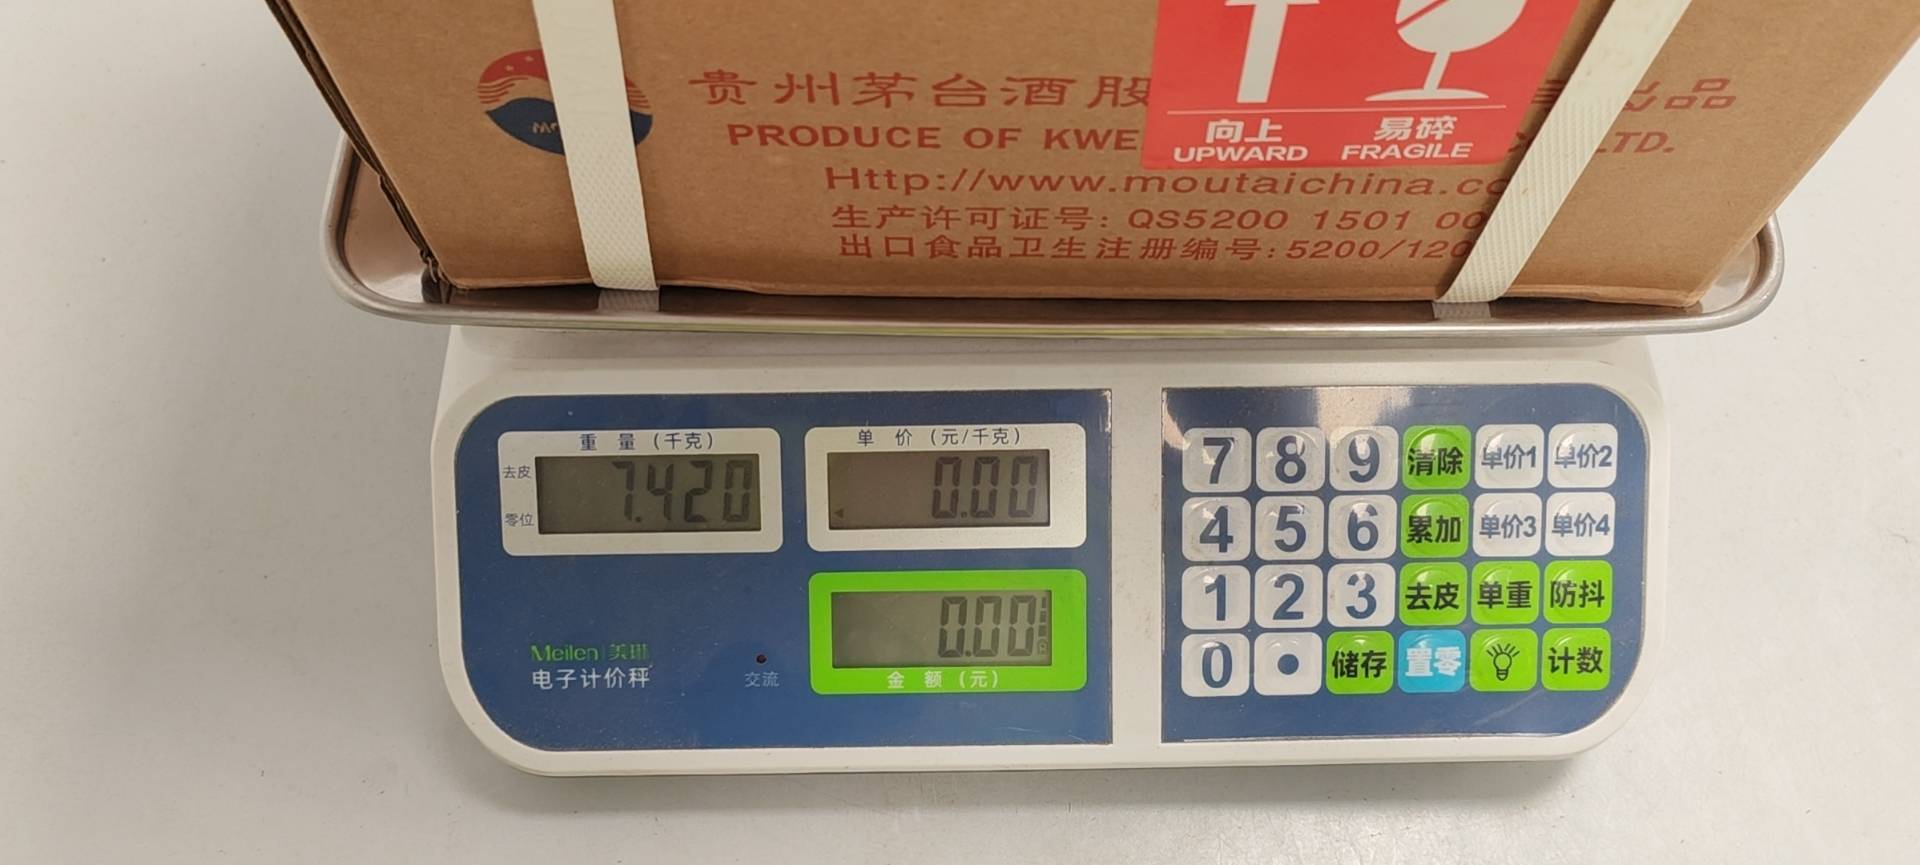 贵州茅台酒股
品
PRODUCE OF KWE
LTD.
Http://www.moutaichina.co
生产许可证号: QS5200 1501 00
出口食品卫生注册编号:5200/120
向上 易碎
UPWARD FRAGILE
重量（千克）
去皮
7.420
零位
单价（元/千克）
0.00
0.00
金额（元）
Meilen 美琳
电子计价秤
交流
7 8 9 清除 单价1 单价2
4 5 6 累加 单价3 单价4
1 2 3 去皮 单重 防抖
0 • 储存 置零 计数